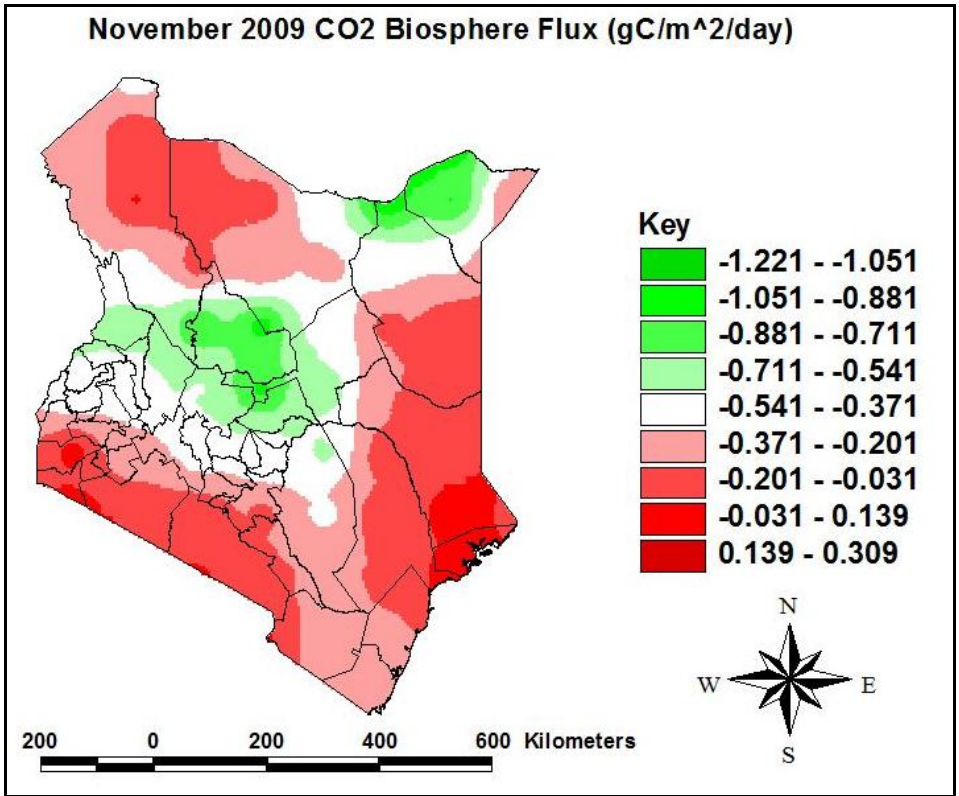 November 2009 CO2 Biosphere Flux (gC/m^2/day)
Key
-1.221 - -1.051
-1.051 - -0.881
-0.881 - -0.711
-0.711 - -0.541
-0.541 - -0.371
-0.371 - -0.201
-0.201 - -0.031
-0.031 - 0.139
0.139 - 0.309
N
W E
S
200 0 200 400 600 Kilometers